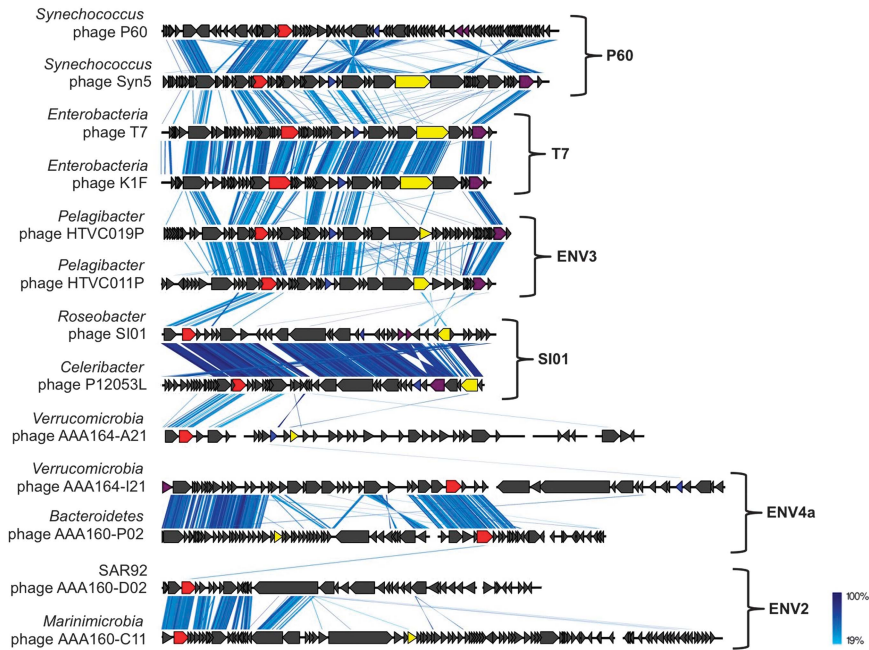 Synechococcus
phage P60
P60
Synechococcus
phage Syn5
Enterobacteria
phage T7
T7
Enterobacteria
phage K1F
Pelagibacter
phage HTVC019P
ENV3
Pelagibacter
phage HTVC011P
Roseobacter
phage SI01
SI01
Celeribacter
phage P12053L
Verrucomicrobia
phage AAA164-A21
Verrucomicrobia
phage AAA164-I21
ENV4a
Bacteroidetes
phage AAA160-P02
SAR92
phage AAA160-D02
ENV2
100%
Marinimicrobia
phage AAA160-C11
19%